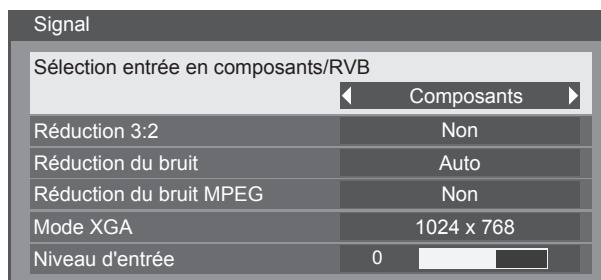 Signal
Sélection entrée en composants/RVB
Composants
Réduction 3:2 Non
Réduction du bruit Auto
Réduction du bruit MPEG Non
Mode XGA 1024 x 768
Niveau d'entrée 0